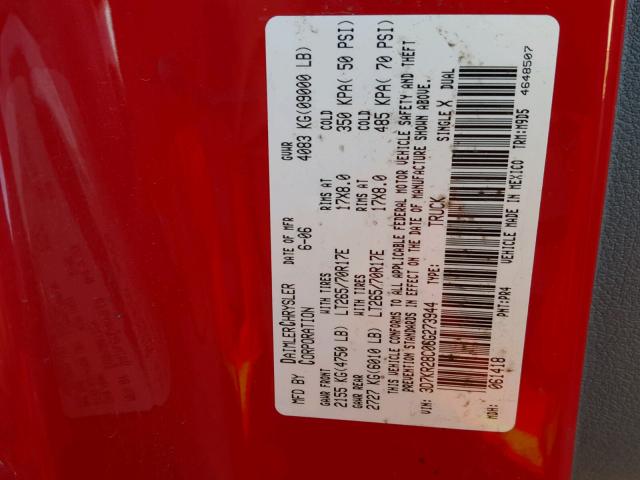 MFD BY DAIMLERCHRYSLER CORPORATION DATE OF MFR 6-06 GVWR 4083 KG(09000 LB)
GAWR FRONT WITH TIRES RIMS AT COLD
2155 KG(4750 LB) LT265/70R17E 17X8.0 350 KPA( 50 PSI)
GAWR REAR WITH TIRES RIMS AT COLD
2727 KG(6010 LB) LT265/70R17E 17X8.0 485 KPA( 70 PSI)
THIS VEHICLE CONFORMS TO ALL APPLICABLE FEDERAL MOTOR VEHICLE SAFETY AND THEFT
PREVENTION STANDARDS IN EFFECT ON THE DATE OF MANUFACTURE SHOWN ABOVE.
VIN: 3D7KR28C06G273944 TYPE: TRUCK SINGLE X DUAL
MDH: 061418 4648507
PNT:PR4 VEHICLE MADE IN MEXICO TRM:M9D5